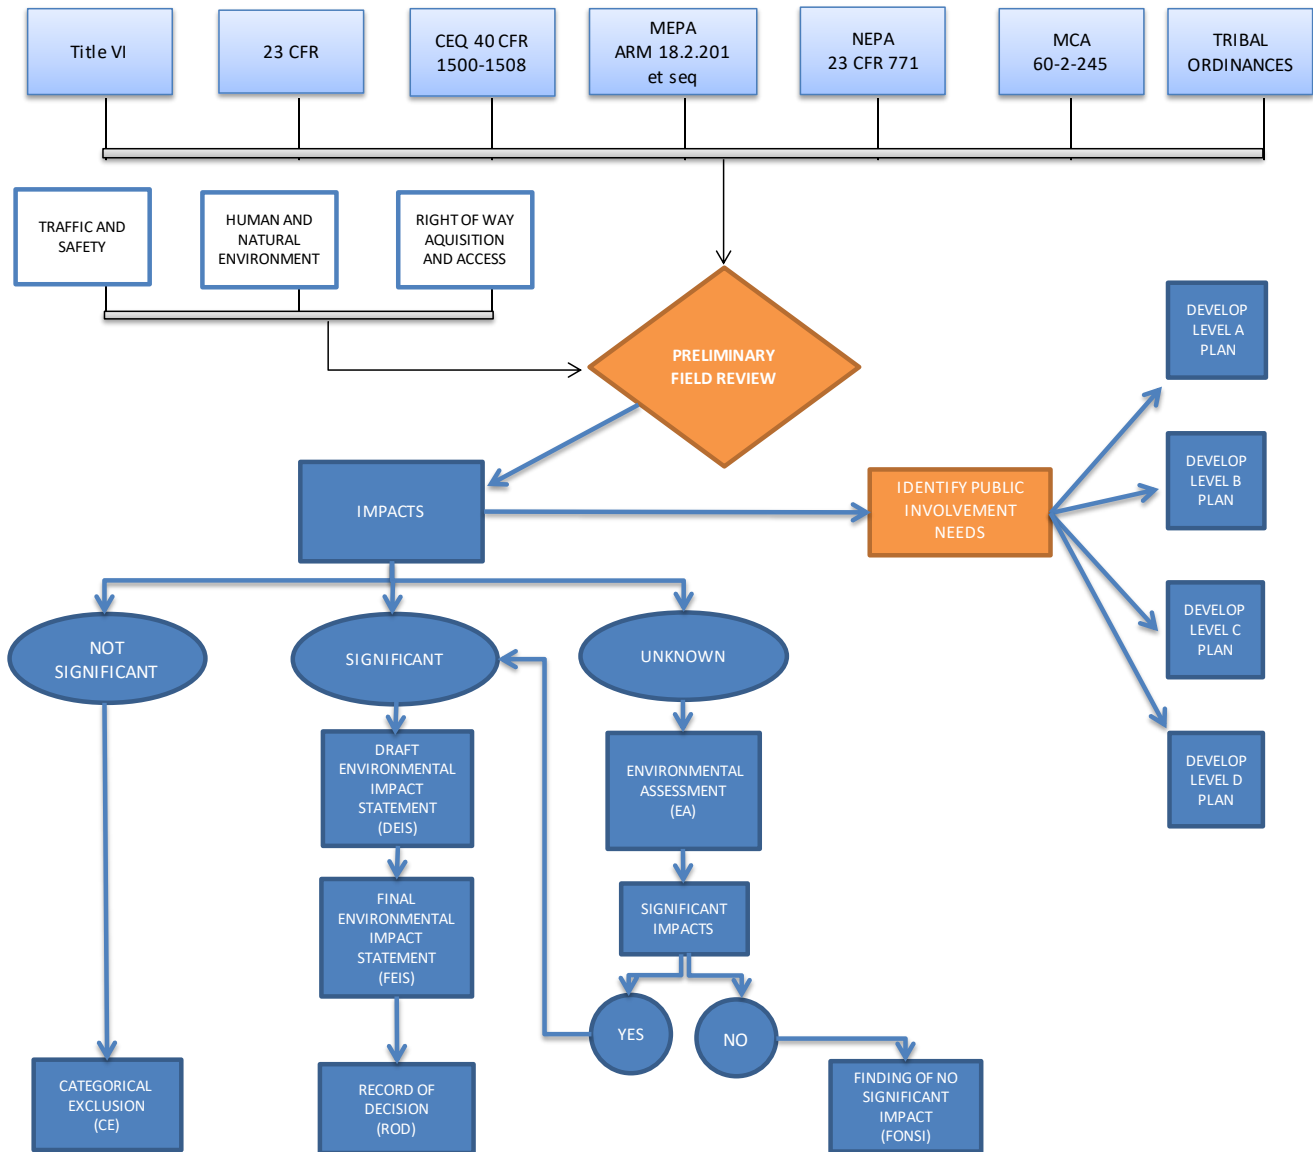 Title VI
23 CFR
CEQ 40 CFR
1500-1508
MEPA
ARM 18.2.201
et seq
NEPA
23 CFR 771
MCA
60-2-245
TRIBAL
ORDINANCES
TRAFFIC AND
SAFETY
HUMAN AND
NATURAL
ENVIRONMENT
RIGHT OF WAY
AQUISITION
AND ACCESS
PRELIMINARY
FIELD REVIEW
DEVELOP
LEVEL A
PLAN
IMPACTS
IDENTIFY PUBLIC
INVOLVEMENT
NEEDS
DEVELOP
LEVEL B
PLAN
DEVELOP
LEVEL C
PLAN
DEVELOP
LEVEL D
PLAN
NOT
SIGNIFICANT
SIGNIFICANT
UNKNOWN
DRAFT
ENVIRONMENTAL
IMPACT
STATEMENT
(DEIS)
ENVIRONMENTAL
ASSESSMENT
(EA)
FINAL
ENVIRONMENTAL
IMPACT
STATEMENT
(FEIS)
SIGNIFICANT
IMPACTS
YES
NO
CATEGORICAL
EXCLUSION
(CE)
RECORD OF
DECISION
(ROD)
FINDING OF NO
SIGNIFICANT
IMPACT
(FONSI)